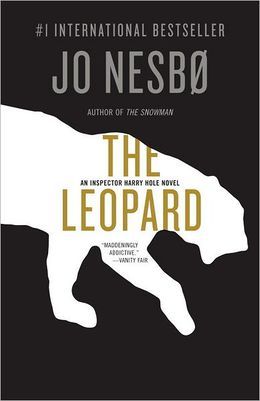 #1 INTERNATIONAL BESTSELLER
JO NESBØ
AUTHOR OF THE SNOWMAN
THE
AN INSPECTOR HARRY HOLE NOVEL
LEOPARD
"MADDENINGLY
ADDICTIVE."
—VANITY FAIR